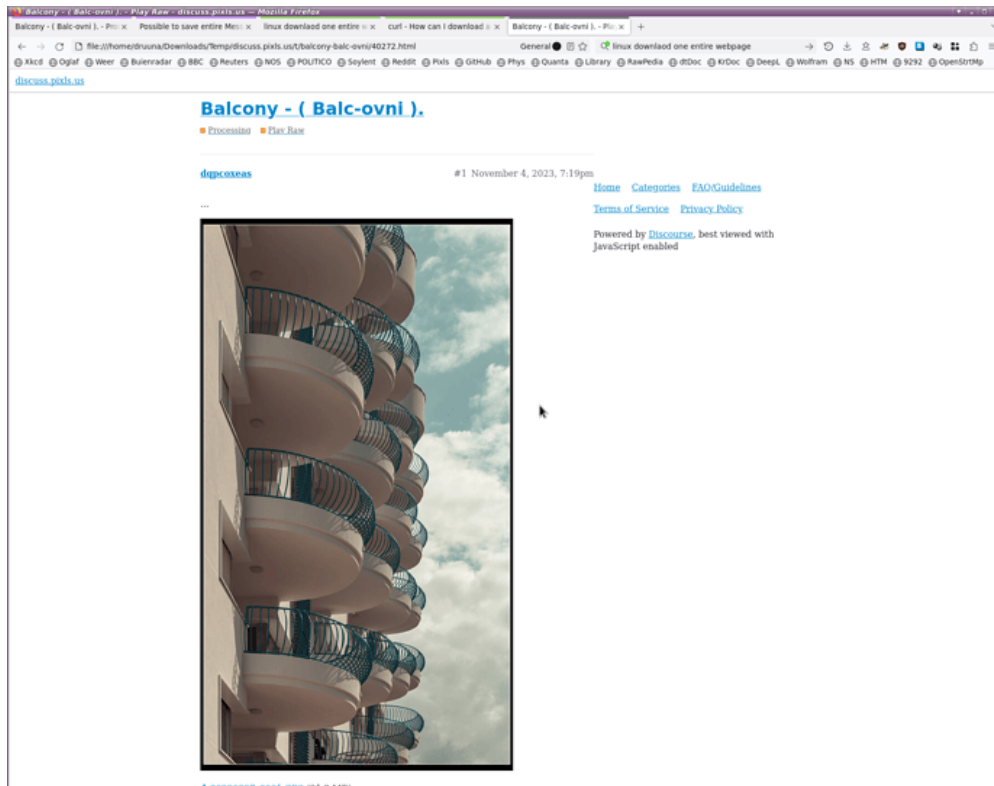 Balcony - ( Balc-ovni ). - Play Raw - discuss.pixls.us — Mozilla Firefox
Balcony - ( Balc-ovni ). - Pro
Possible to save entire Mes
linux downlaod one entire w
curl - How can I download a
Balcony - ( Balc-ovni ). - Pla
file:///home/druuna/Downloads/Temp/discuss.pixls.us/t/balcony-balc-ovni/40272.html
General
linux downlaod one entire webpage
Xkcd Oglaf Weer Buienradar BBC Reuters NOS POLITICO Soylent Reddit Pixls GitHub Phys Quanta Library RawPedia dtDoc KrDoc DeepL Wolfram NS HTM 9292 OpenStrtMp
discuss.pixls.us
Balcony - ( Balc-ovni ).
Processing Play Raw
dqpcoxeas #1 November 4, 2023, 7:19pm
...
Home Categories FAQ/Guidelines
Terms of Service Privacy Policy
Powered by Discourse, best viewed with
JavaScript enabled